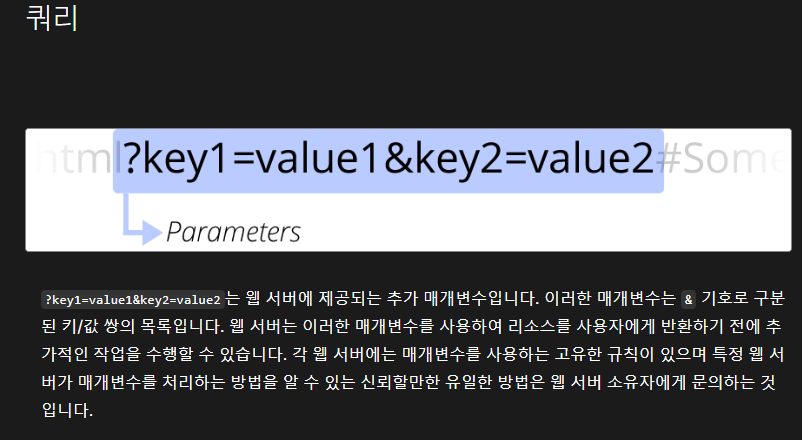 쿼리
html?key1=value1&key2=value2#Some
Parameters
?key1=value1&key2=value2는 웹 서버에 제공되는 추가 매개변수입니다. 이러한 매개변수는 & 기호로 구분
된 키/값 쌍의 목록입니다. 웹 서버는 이러한 매개변수를 사용하여 리소스를 사용자에게 반환하기 전에 추
가적인 작업을 수행할 수 있습니다. 각 웹 서버에는 매개변수를 사용하는 고유한 규칙이 있으며 특정 웹 서
버가 매개변수를 처리하는 방법을 알 수 있는 신뢰할만한 유일한 방법은 웹 서버 소유자에게 문의하는 것
입니다.